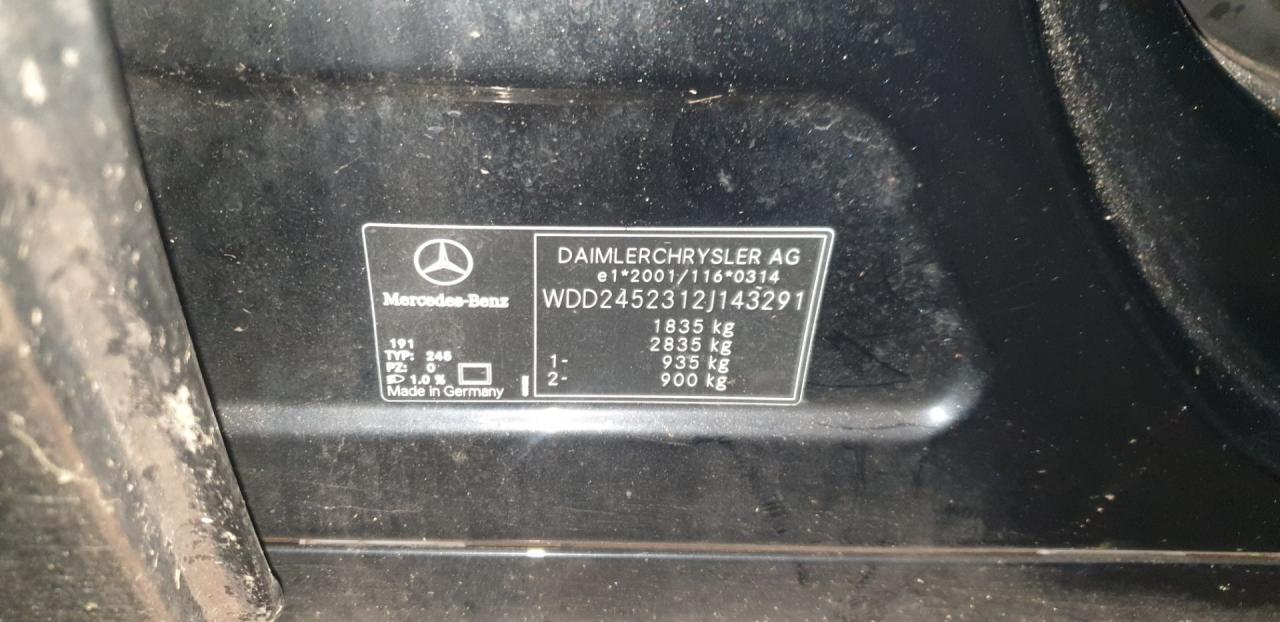 Mercedes-Benz
191
TYP: 245
PZ: 0
1.0 %
Made in Germany
DAIMLERCHRYSLER AG
e1*2001/116*0314
WDD2452312J143291
1835 kg
2835 kg
1- 935 kg
2- 900 kg